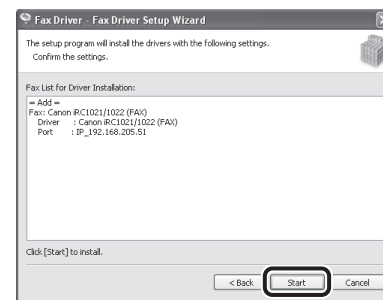 Fax Driver - Fax Driver Setup Wizard
The setup program will install the drivers with the following settings.
Confirm the settings.
Fax List for Driver Installation:
= Add =
Fax: Canon iRC1021/1022 (FAX)
Driver : Canon iRC1021/1022 (FAX)
Port : IP_192.168.205.51
Click [Start] to install.
< Back Start Cancel